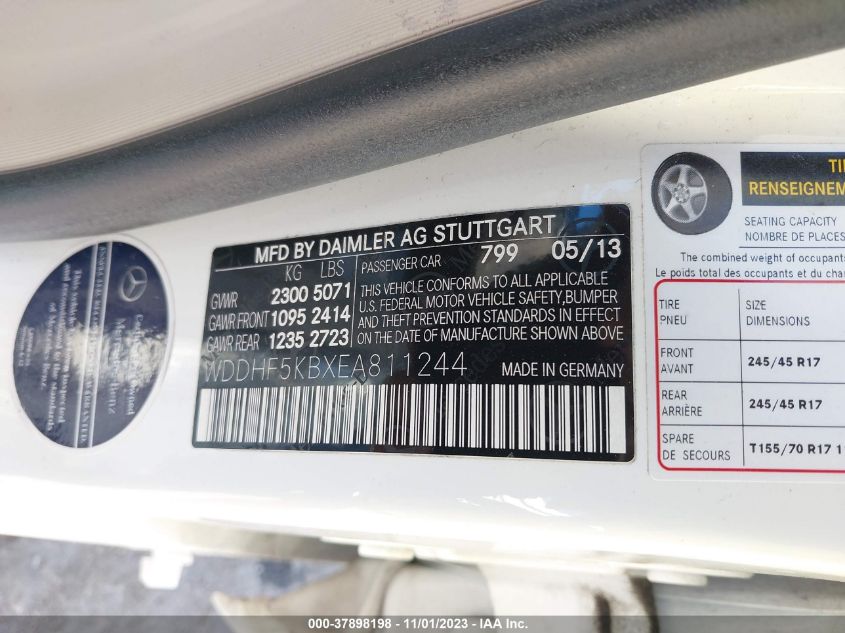 MFD BY DAIMLER AG STUTTGART
KG LBS
GVWR 2300 5071
GAWR FRONT 1095 2414
GAWR REAR 1235 2723
PASSENGER CAR 799 05/13
THIS VEHICLE CONFORMS TO ALL APPLICABLE
U.S. FEDERAL MOTOR VEHICLE SAFETY,BUMPER
AND THEFT PREVENTION STANDARDS IN EFFECT
ON THE DATE OF MANUFACTURE SHOWN ABOVE.
WDDHF5KBXEA811244 MADE IN GERMANY
RENSEIGNEM
SEATING CAPACITY
NOMBRE DE PLACES
The combined weight of occupants
Le poids total des occupants et du
TIRE SIZE
PNEU DIMENSIONS
FRONT
AVANT 245/45 R17
REAR
ARRIÈRE 245/45 R17
SPARE
DE SECOURS T155/70 R17
000-37898198 - 11/01/2023 - © IAA Inc.